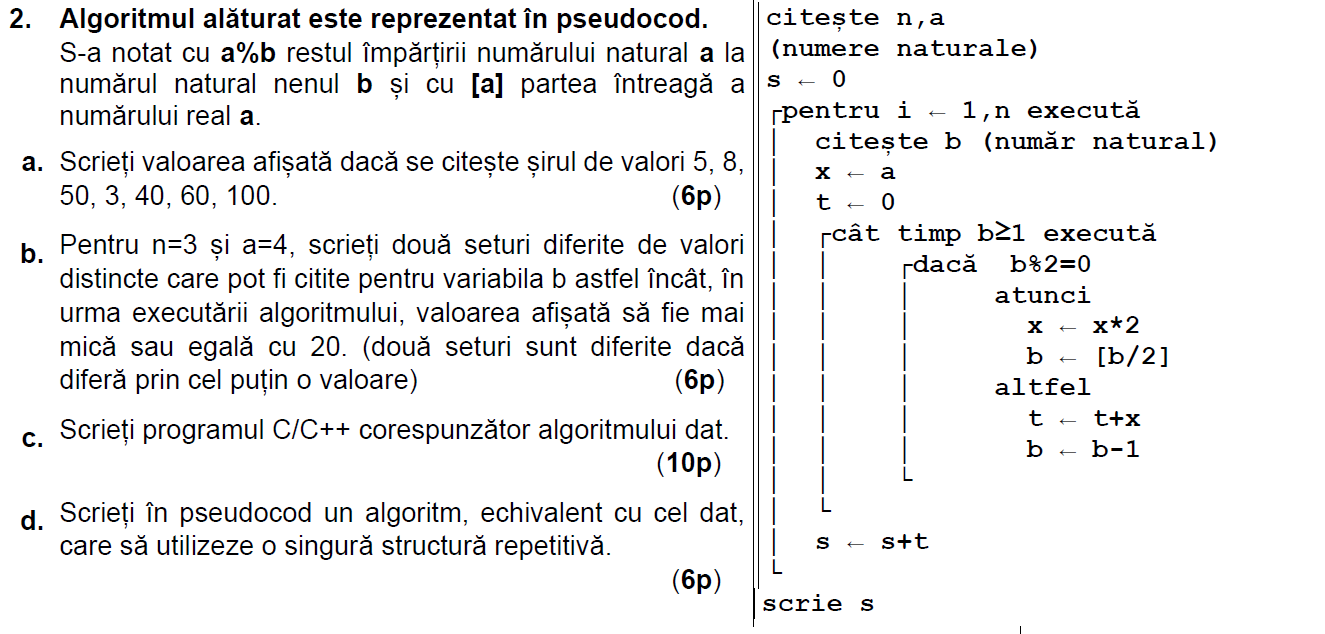 2. Algoritmul alăturat este reprezentat în pseudocod.
S-a notat cu a%b restul împărțirii numărului natural a la
numărul natural nenul b și cu [a] partea întreagă a
numărului real a.
a. Scrieți valoarea afișată dacă se citește șirul de valori 5, 8,
50, 3, 40, 60, 100. (6p)
b. Pentru n=3 și a=4, scrieți două seturi diferite de valori
distincte care pot fi citite pentru variabila b astfel încât, în
urma executării algoritmului, valoarea afișată să fie mai
mică sau egală cu 20. (două seturi sunt diferite dacă
diferă prin cel puțin o valoare) (6p)
c. Scrieți programul C/C++ corespunzător algoritmului dat.
(10p)
d. Scrieți în pseudocod un algoritm, echivalent cu cel dat,
care să utilizeze o singură structură repetitivă.
(6p)
citește n,a
(numere naturale)
s ← 0
┌pentru i ← 1,n execută
│ citește b (număr natural)
│ x ← a
│ t ← 0
│ ┌cât timp b≥1 execută
│ │ ┌dacă b%2=0
│ │ │ atunci
│ │ │ x ← x*2
│ │ │ b ← [b/2]
│ │ │ altfel
│ │ │ t ← t+x
│ │ │ b ← b-1
│ │ └
│ └
│ s ← s+t
└
scrie s